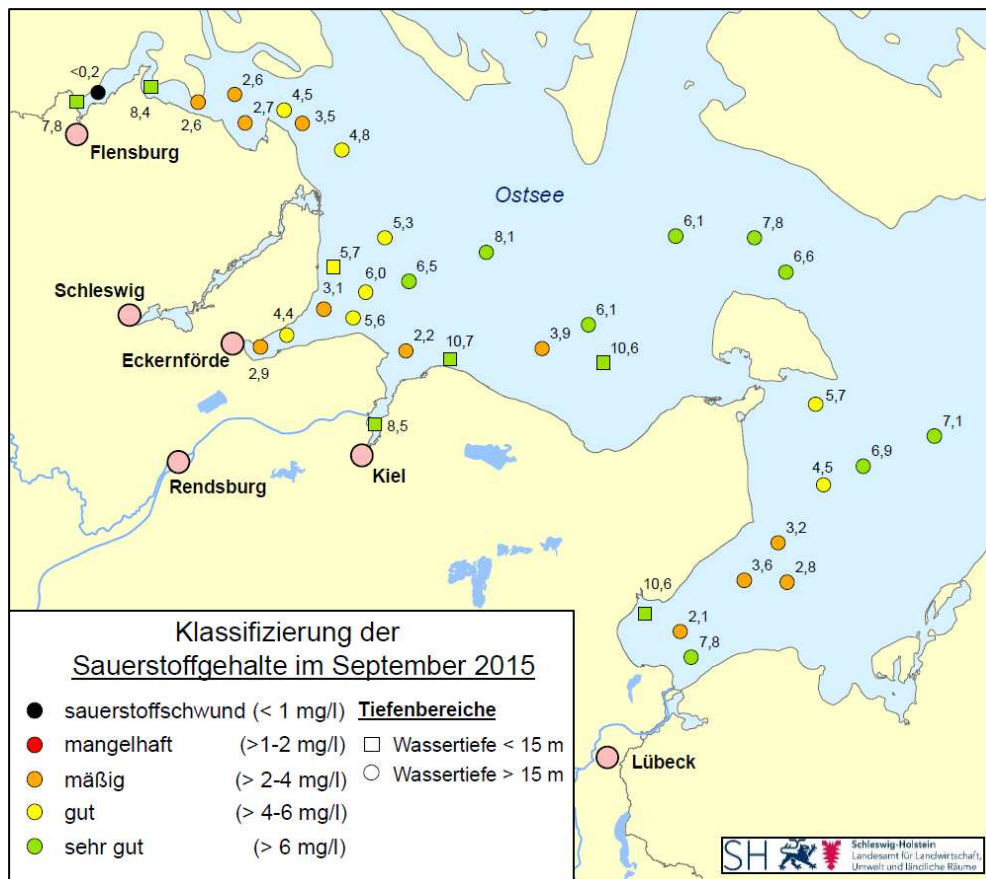 <0,2
2,6
4,5
7,8
8,4
2,6
2,7
3,5
4,8
Flensburg
Ostsee
5,3
8,1
6,1
7,8
5,7
6,0
6,5
6,6
Schleswig
3,1
4,4
5,6
6,1
Eckernförde
2,2
10,7
3,9
10,6
2,9
5,7
8,5
7,1
6,9
Rendsburg
Kiel
4,5
3,2
3,6
2,8
10,6
2,1
7,8
Lübeck
Klassifizierung der
Sauerstoffgehalte im September 2015
sauerstoffschwund (< 1 mg/l)
mangelhaft (>1-2 mg/l)
mäßig (> 2-4 mg/l)
gut (> 4-6 mg/l)
sehr gut (> 6 mg/l)
Tiefenbereiche
Wassertiefe < 15 m
Wassertiefe > 15 m
SH
Schleswig-Holstein
Landesamt für Landwirtschaft,
Umwelt und ländliche Räume